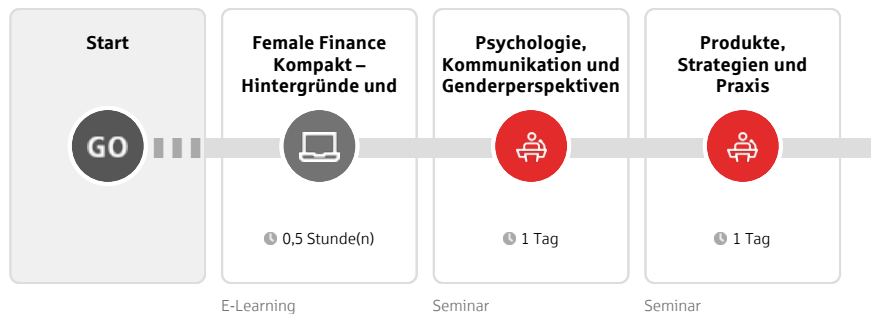 Start
GO
Female Finance
Kompakt –
Hintergründe und
0,5 Stunde(n)
E-Learning
Psychologie,
Kommunikation und
Genderperspektiven
1 Tag
Seminar
Produkte,
Strategien und
Praxis
1 Tag
Seminar